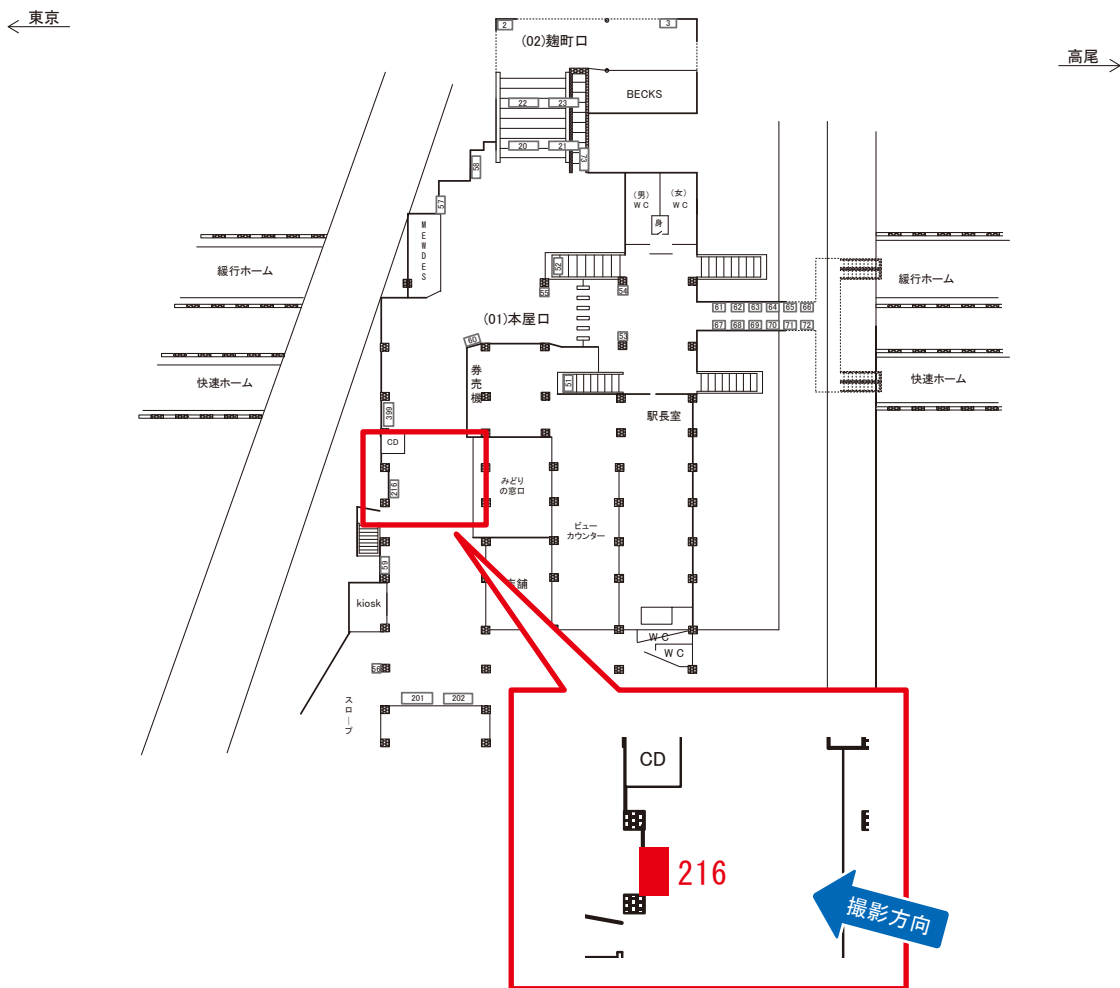 東京
高尾
2
3
(02)麹町口
BECKS
22
23
20
21
73
58
57
(男)
WC
(女)
WC
身
MEWDES
緩行ホーム
緩行ホーム
52
55
54
61 62 63 64 65 66
67 68 69 70 71 72
(01)本屋口
53
60
快速ホーム
快速ホーム
券売機
51
駅長室
399
CD
216
みどり
の窓口
ビュー
カウンター
59
店舗
kiosk
WC
WC
56
201
202
スロープ
CD
216
撮影方向